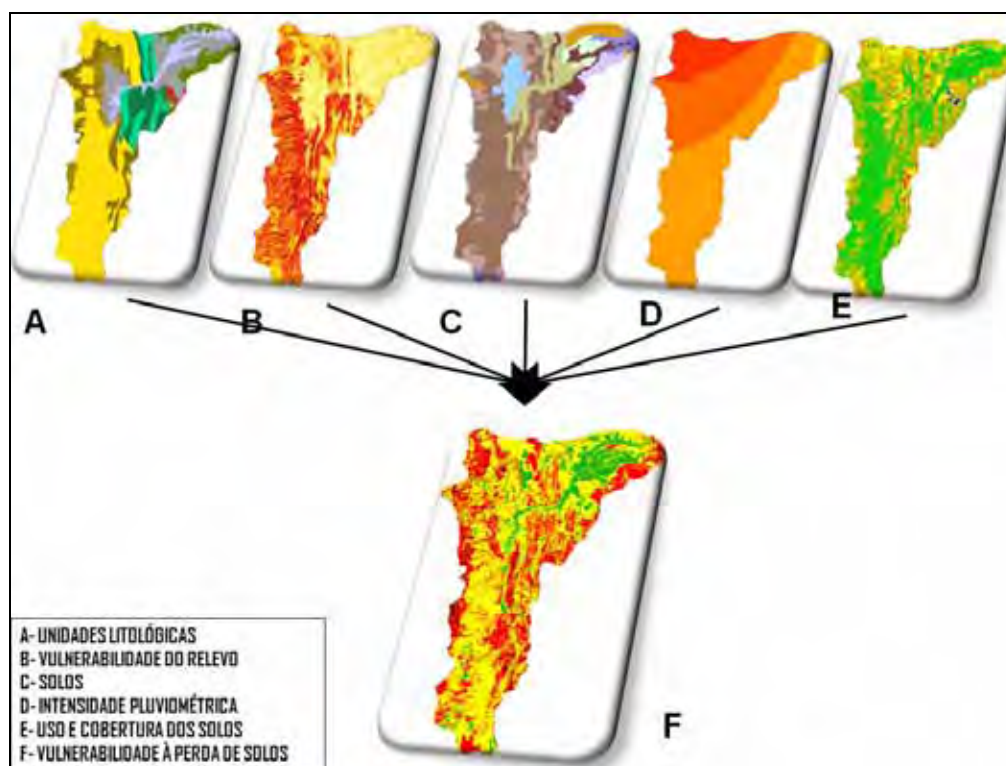 A
B
C
D
E
F
A- UNIDADES LITOLÓGICAS
B- VULNERABILIDADE DO RELEVO
C- SOLOS
D- INTENSIDADE PLUVIOMÉTRICA
E- USO E COBERTURA DOS SOLOS
F- VULNERABILIDADE À PERDA DE SOLOS